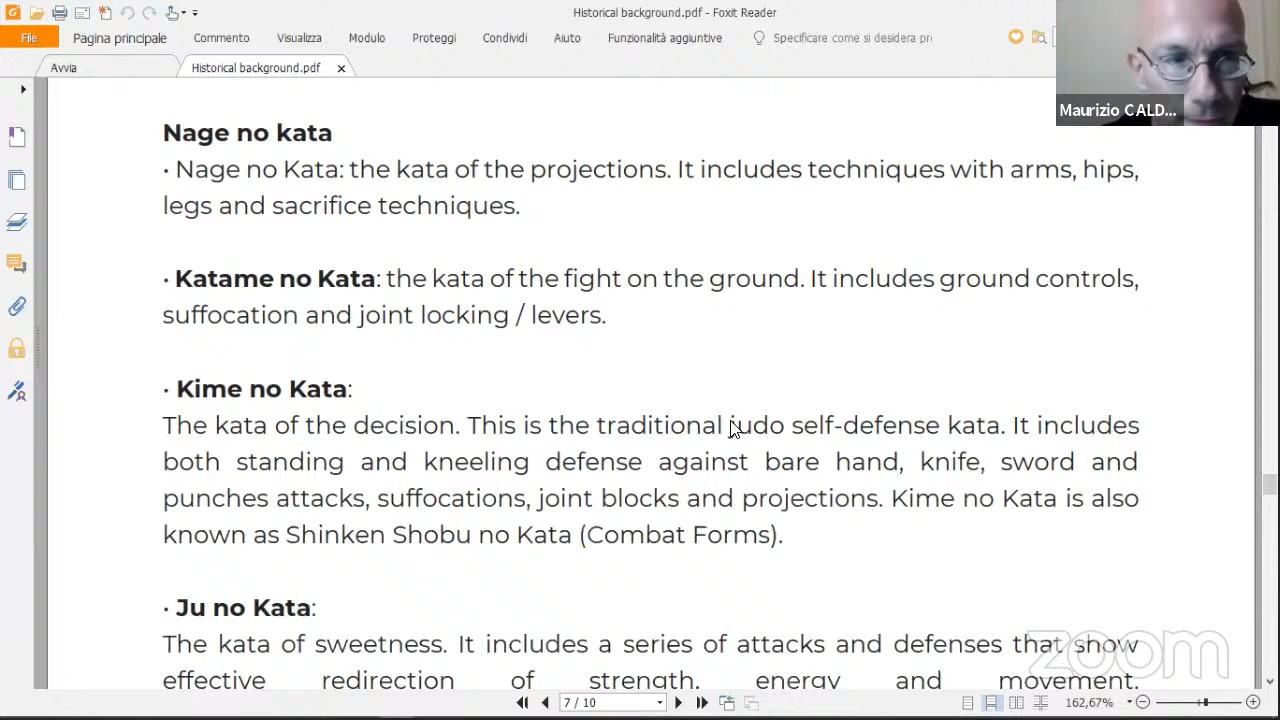 Historical background.pdf - Foxit Reader
File Pagina principale Commento Visualizza Modulo Proteggi Condividi Aiuto Funzionalità aggiuntive Specificare come si desidera pro
Avvia Historical background.pdf
Maurizio CALD...
Nage no kata
· Nage no Kata: the kata of the projections. It includes techniques with arms, hips,
legs and sacrifice techniques.
· Katame no Kata: the kata of the fight on the ground. It includes ground controls,
suffocation and joint locking / levers.
· Kime no Kata:
The kata of the decision. This is the traditional judo self-defense kata. It includes
both standing and kneeling defense against bare hand, knife, sword and
punches attacks, suffocations, joint blocks and projections. Kime no Kata is also
known as Shinken Shobu no Kata (Combat Forms).
· Ju no Kata:
The kata of sweetness. It includes a series of attacks and defenses that show
effective redirection of strength, energy and movement.
zoom
7 / 10 162,67%